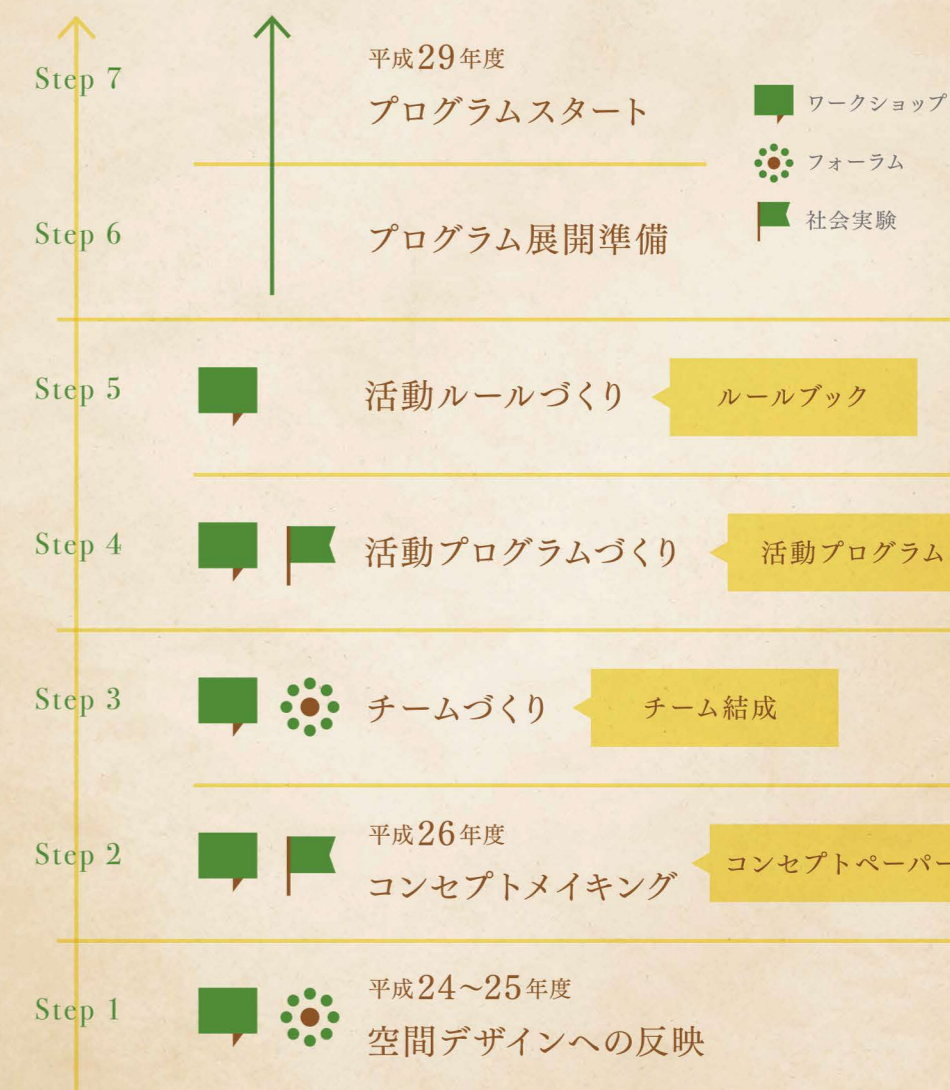 Step 7
平成29年度
プログラムスタート
ワークショップ
フォーラム
社会実験
Step 6
プログラム展開準備
Step 5
活動ルールづくり
ルールブック
Step 4
活動プログラムづくり
活動プログラム
Step 3
チームづくり
チーム結成
Step 2
平成26年度
コンセプトメイキング
コンセプトペーパー
Step 1
平成24〜25年度
空間デザインへの反映